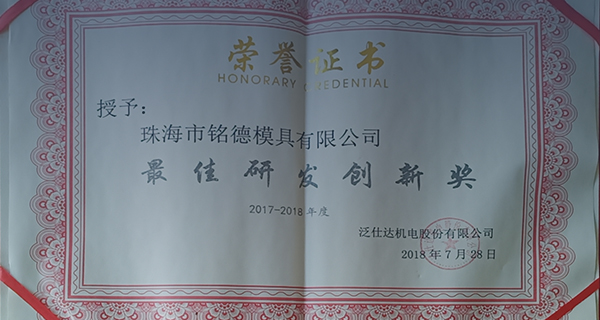 荣誉证书
HONORARY CREDENTIAL
授予：
珠海市铭德模具有限公司
最佳研发创新奖
2017-2018 年度
泛仕达机电股份有限公司
2018 年 7 月 28 日